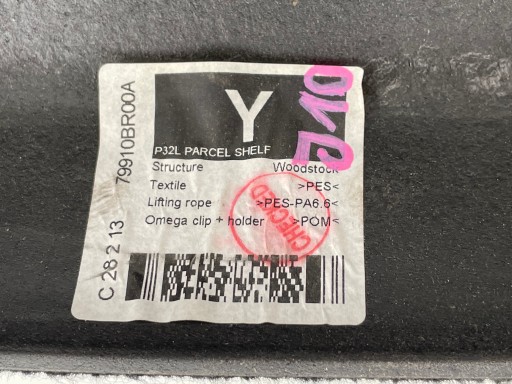 Y
P32L PARCEL SHELF
Structure Woodstock
Textile >PES<
Lifting rope >PES-PA6.6<
Omega clip + holder >POM<
79910BR00A
C 28 2 13
CHECKED